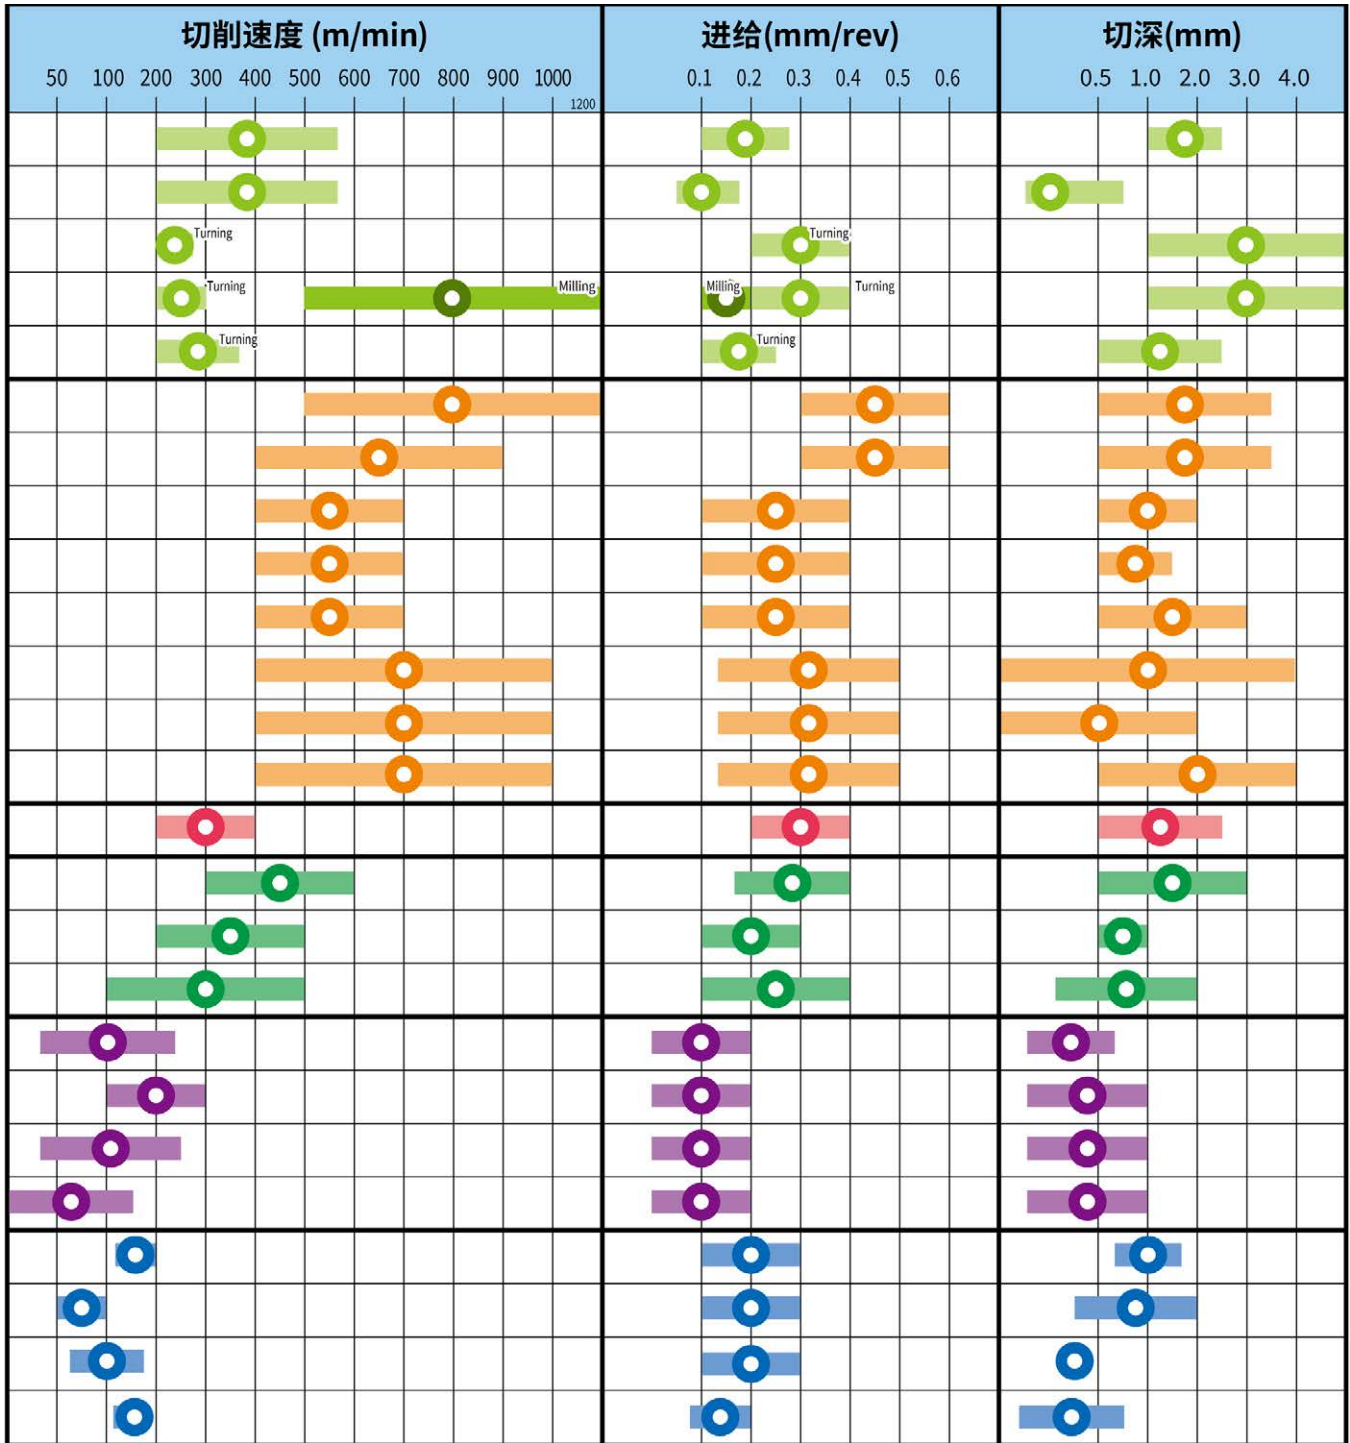 切削速度 (m/min) 进给(mm/rev) 切深(mm)
50 100 200 300 400 500 600 700 800 900 1000 1200 0.1 0.2 0.3 0.4 0.5 0.6 0.5 1.0 2.0 3.0 4.0
Turning Turning
Turning Milling Milling Turning
Turning Turning